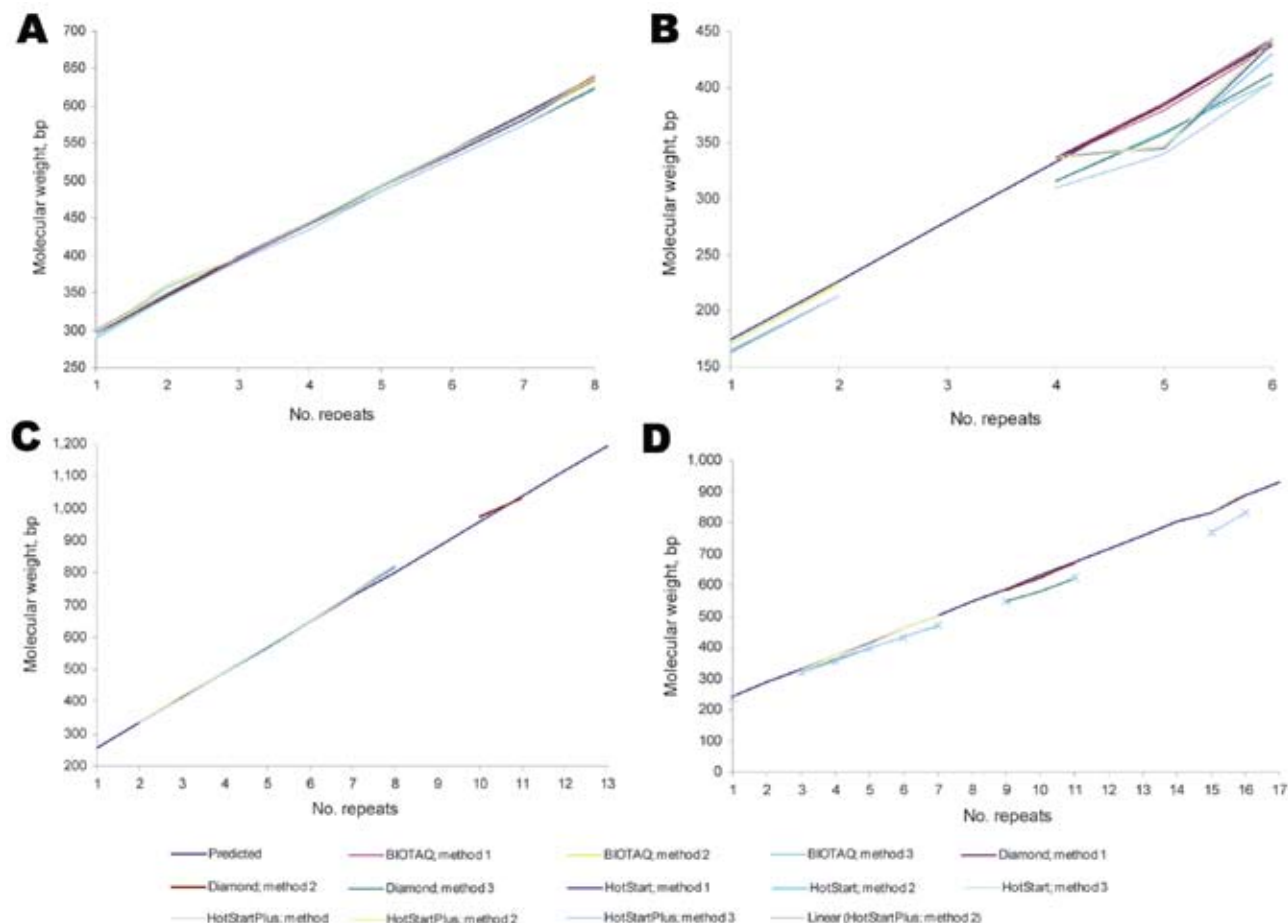 A
700
650
600
550
500
450
400
350
300
250
Molecular weight, bp
1 2 3 4 5 6 7 8
No. repeats
B
450
400
350
300
250
200
150
Molecular weight, bp
1 2 3 4 5 6
No. repeats
C
1,200
1,100
1,000
900
800
700
600
500
400
300
200
Molecular weight, bp
1 2 3 4 5 6 7 8 9 10 11 12 13
No. repeats
D
1,000
900
800
700
600
500
400
300
200
100
0
Molecular weight, bp
1 2 3 4 5 6 7 8 9 10 11 12 13 14 15 16 17
No. repeats
Predicted BIOTAQ; method 1 BIOTAQ; method 2 BIOTAQ; method 3 Diamond; method 1
Diamond; method 2 Diamond; method 3 HotStart; method 1 HotStart; method 2 HotStart; method 3
HotStartPlus; method HotStartPlus; method 2 HotStartPlus; method 3 Linear (HotStartPlus; method 2)